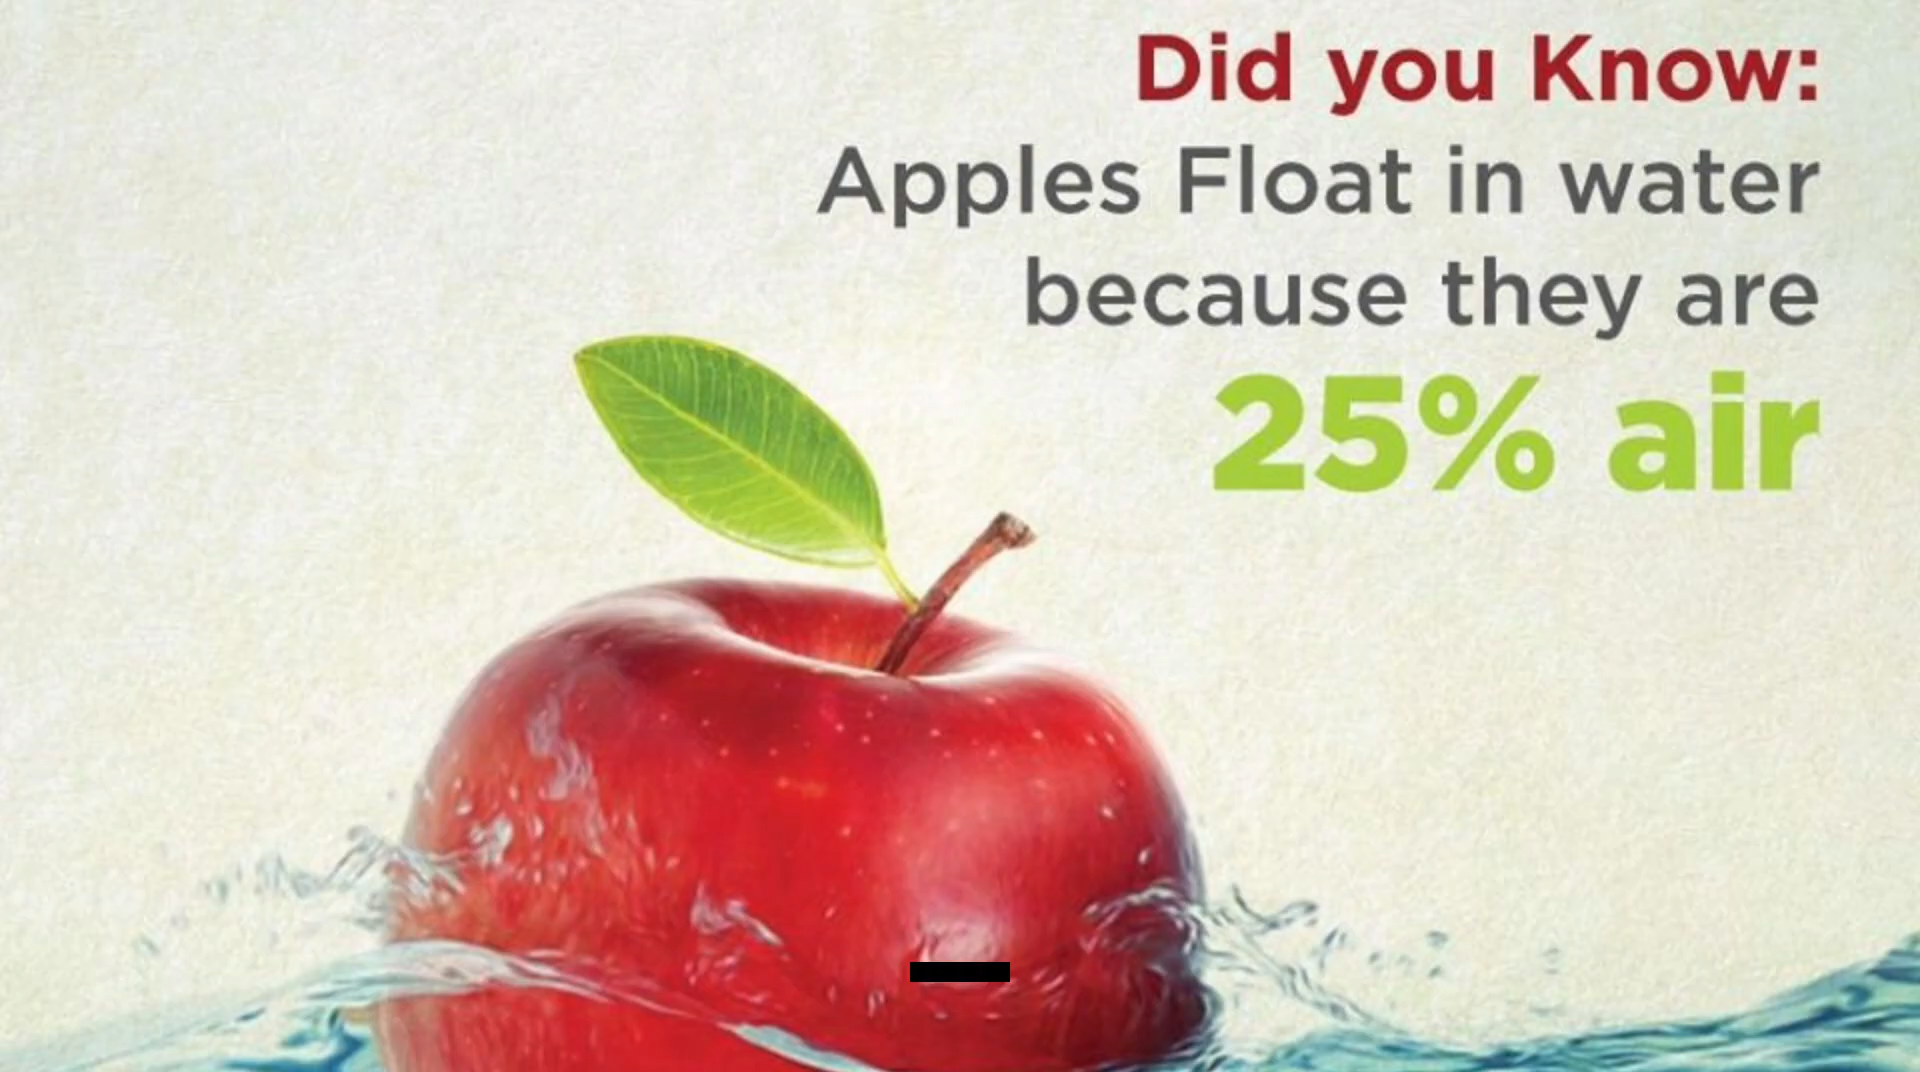 Did you Know:
Apples Float in water
because they are
25% air